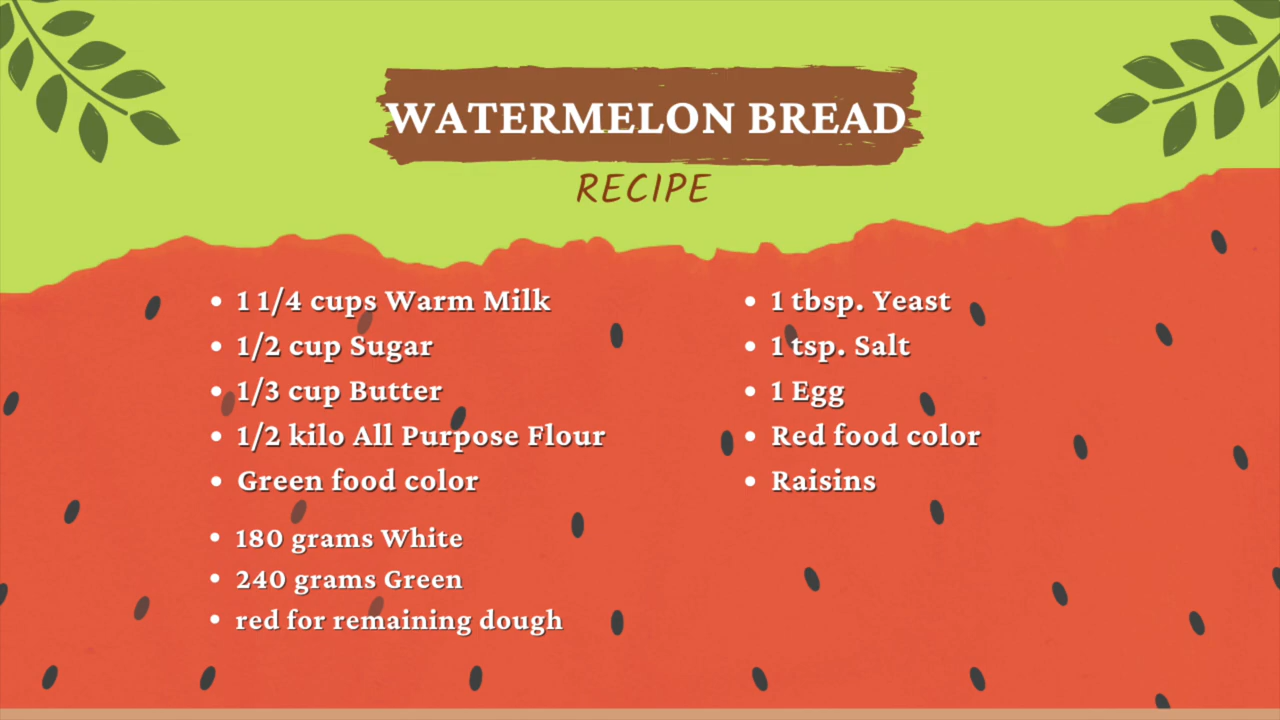 WATERMELON BREAD
RECIPE
• 1 1/4 cups Warm Milk
• 1/2 cup Sugar
• 1/3 cup Butter
• 1/2 kilo All Purpose Flour
• Green food color
• 180 grams White
• 240 grams Green
• red for remaining dough
• 1 tbsp. Yeast
• 1 tsp. Salt
• 1 Egg
• Red food color
• Raisins